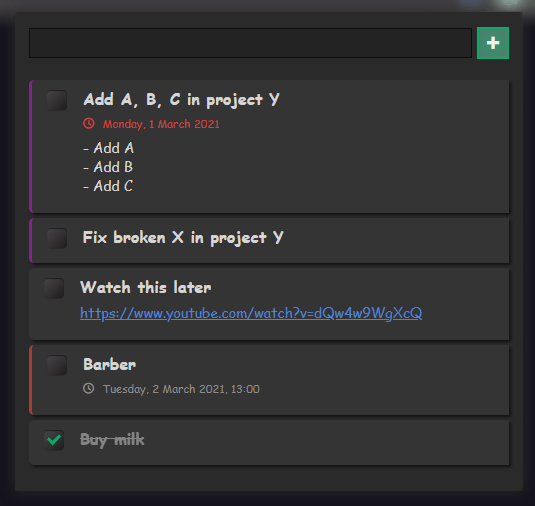 Add A, B, C in project Y
Monday, 1 March 2021
- Add A
- Add B
- Add C
Fix broken X in project Y
Watch this later
https://www.youtube.com/watch?v=dQw4w9WgXcQ
Barber
Tuesday, 2 March 2021, 13:00
Buy milk